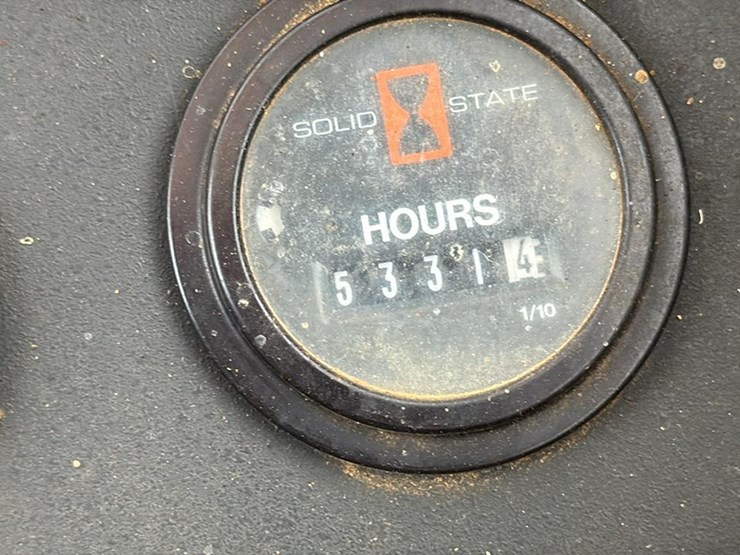 SOLID STATE
HOURS
5 3 3 1 4
1/10